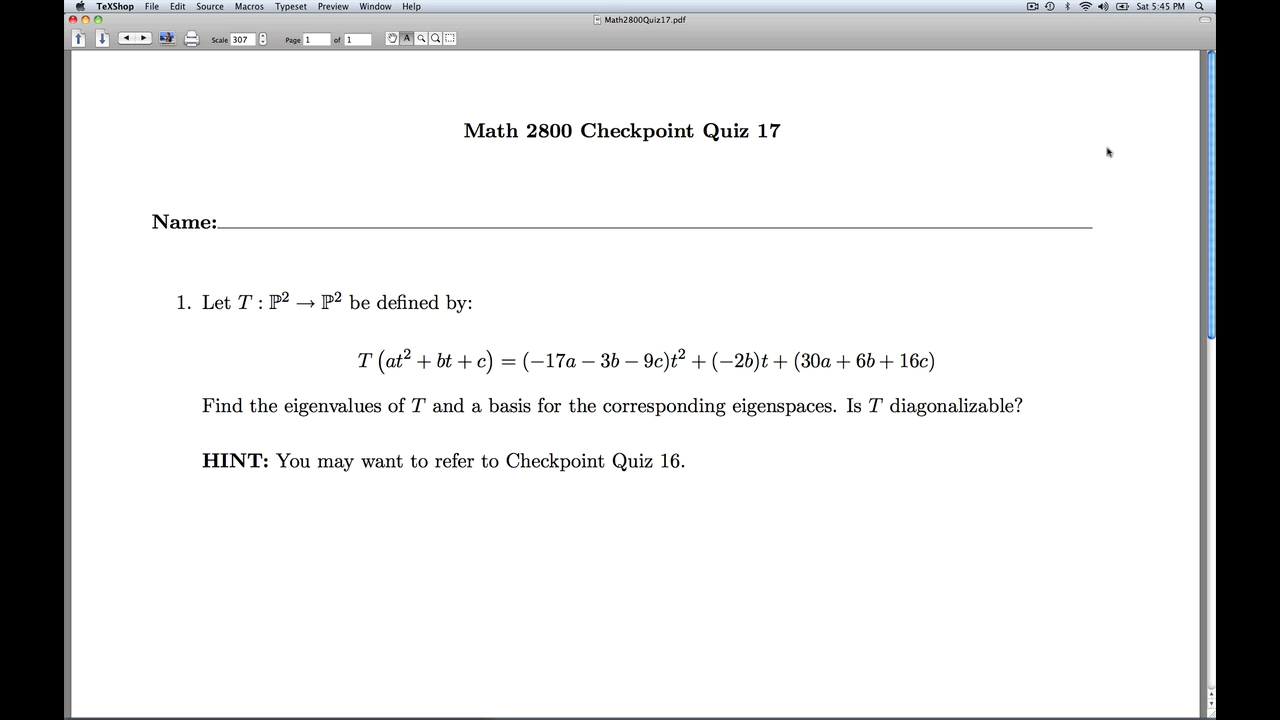 TeXShop File Edit Source Macros Typeset Preview Window Help Sat 5:45 PM
Math2800Quiz17.pdf
Scale 307 Page 1 of 1 A
Math 2800 Checkpoint Quiz 17
Name:
1. Let T : ℙ² → ℙ² be defined by:
T (at² + bt + c) = (−17a − 3b − 9c)t² + (−2b)t + (30a + 6b + 16c)
Find the eigenvalues of T and a basis for the corresponding eigenspaces. Is T diagonalizable?
HINT: You may want to refer to Checkpoint Quiz 16.